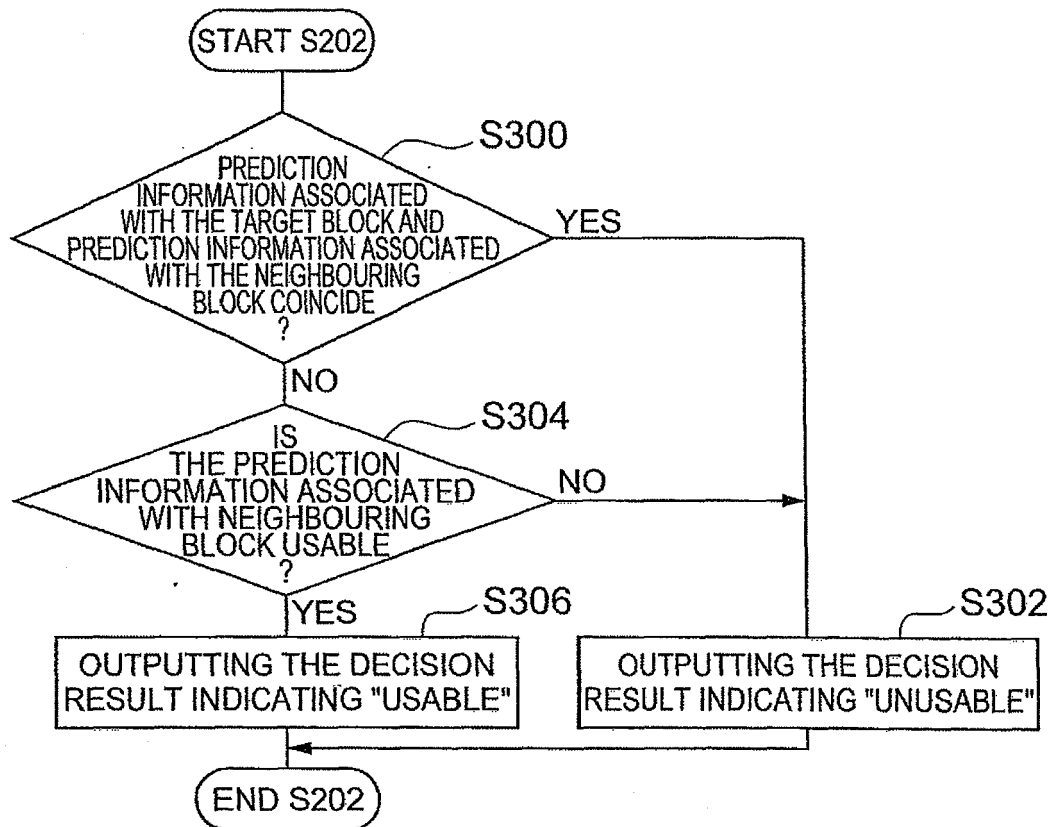 START S202
S300
PREDICTION
INFORMATION ASSOCIATED
WITH THE TARGET BLOCK AND
PREDICTION INFORMATION ASSOCIATED
WITH THE NEIGHBOURING
BLOCK COINCIDE
?
YES
NO
S304
IS
THE PREDICTION
INFORMATION ASSOCIATED
WITH NEIGHBOURING
BLOCK USABLE
?
NO
YES
S306
OUTPUTTING THE DECISION
RESULT INDICATING "USABLE"
S302
OUTPUTTING THE DECISION
RESULT INDICATING "UNUSABLE"
END S202